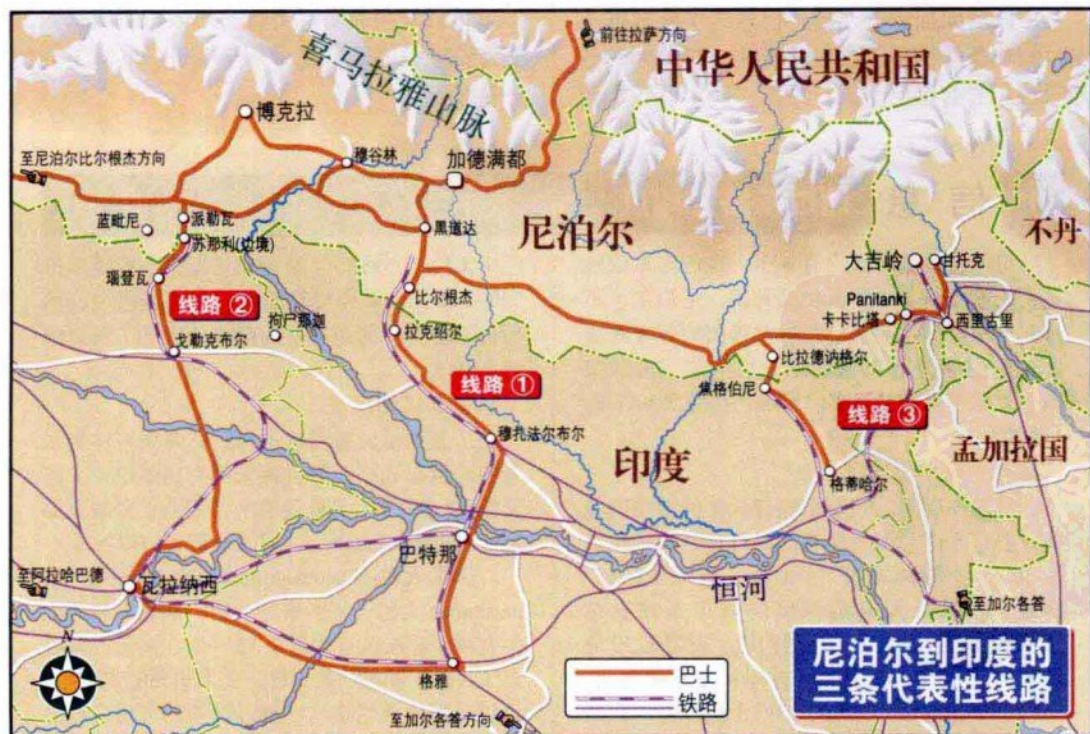 前往拉萨方向
中华人民共和国
喜马拉雅山脉
博克拉
至尼泊尔比尔根杰方向
穆谷林
加德满都
派勒瓦
蓝毗尼
苏那利(边境)
黑道达
尼泊尔
不丹
大吉岭
甘托克
瑞登瓦
线路 ②
比尔根杰
Panitanki
拘尸那迦
拉克绍尔
卡卡比塔
西里古里
戈勒克布尔
比拉德讷格尔
线路 ①
焦格伯尼
线路 ③
穆扎法尔布尔
印度
孟加拉国
格蒂哈尔
巴特那
至阿拉哈巴德
瓦拉纳西
恒河
至加尔各答
N
格雅
巴士
铁路
至加尔各答方向
尼泊尔到印度的
三条代表性线路